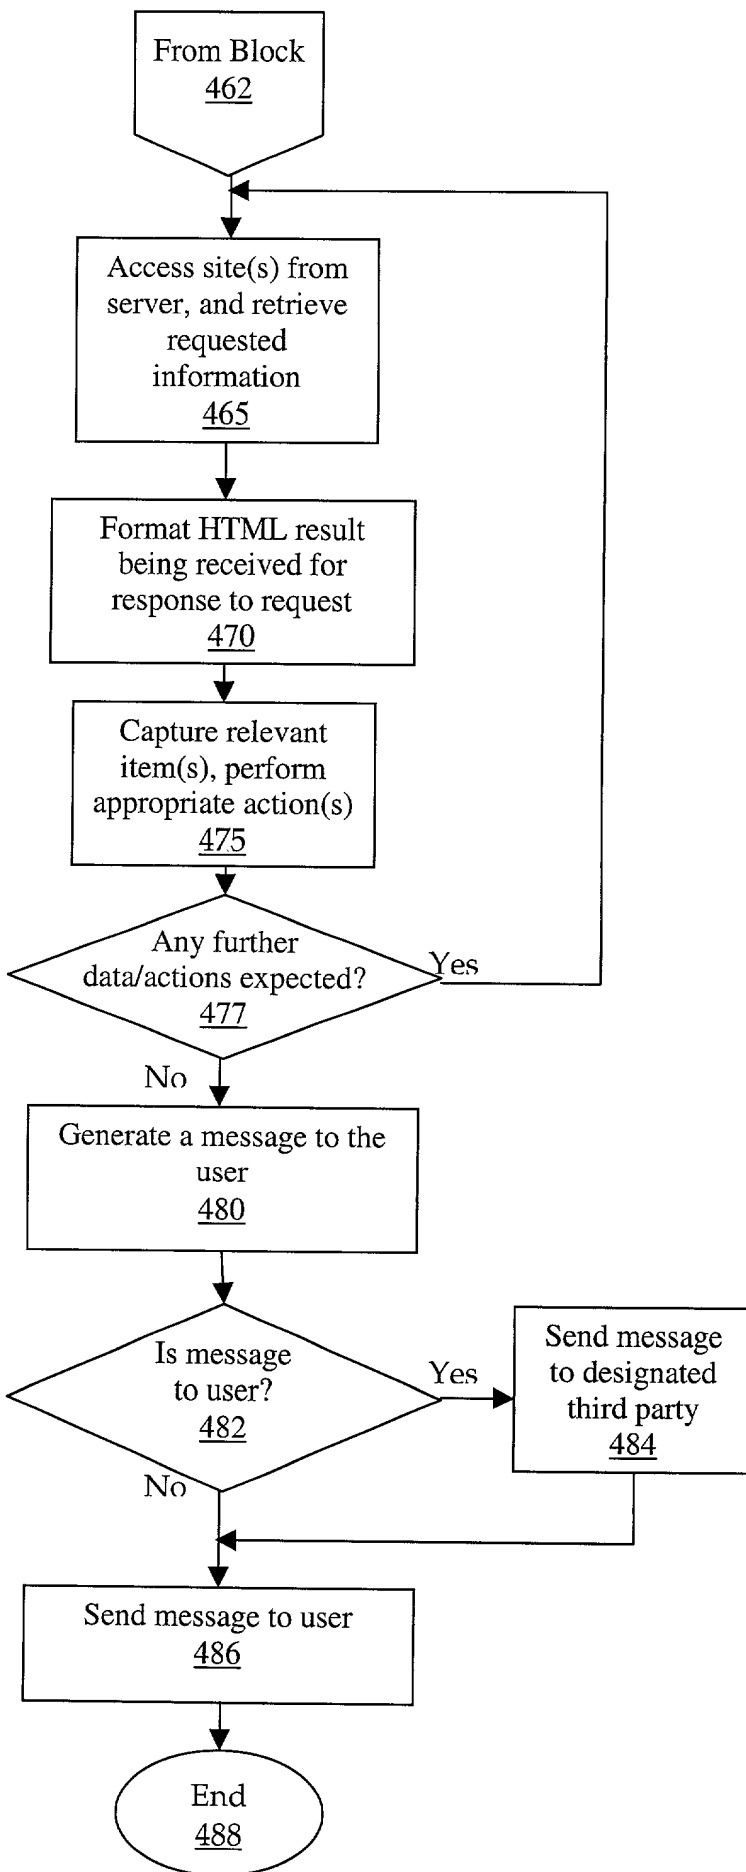 From Block
462
Access site(s) from
server, and retrieve
requested
information
465
Format HTML result
being received for
response to request
470
Capture relevant
item(s), perform
appropriate action(s)
475
Any further
data/actions expected?
477
Yes
No
Generate a message to the
user
480
Is message
to user?
482
Yes
Send message
to designated
third party
484
No
Send message to user
486
End
488